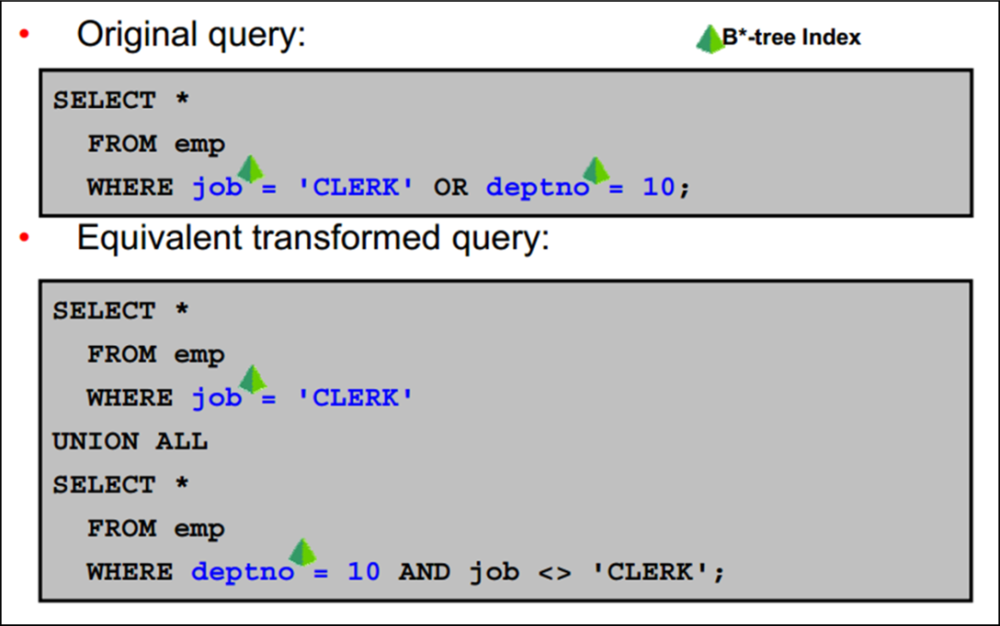 • Original query:
B*-tree Index
SELECT *
FROM emp
WHERE job = 'CLERK' OR deptno = 10;
• Equivalent transformed query:
SELECT *
FROM emp
WHERE job = 'CLERK'
UNION ALL
SELECT *
FROM emp
WHERE deptno = 10 AND job <> 'CLERK';